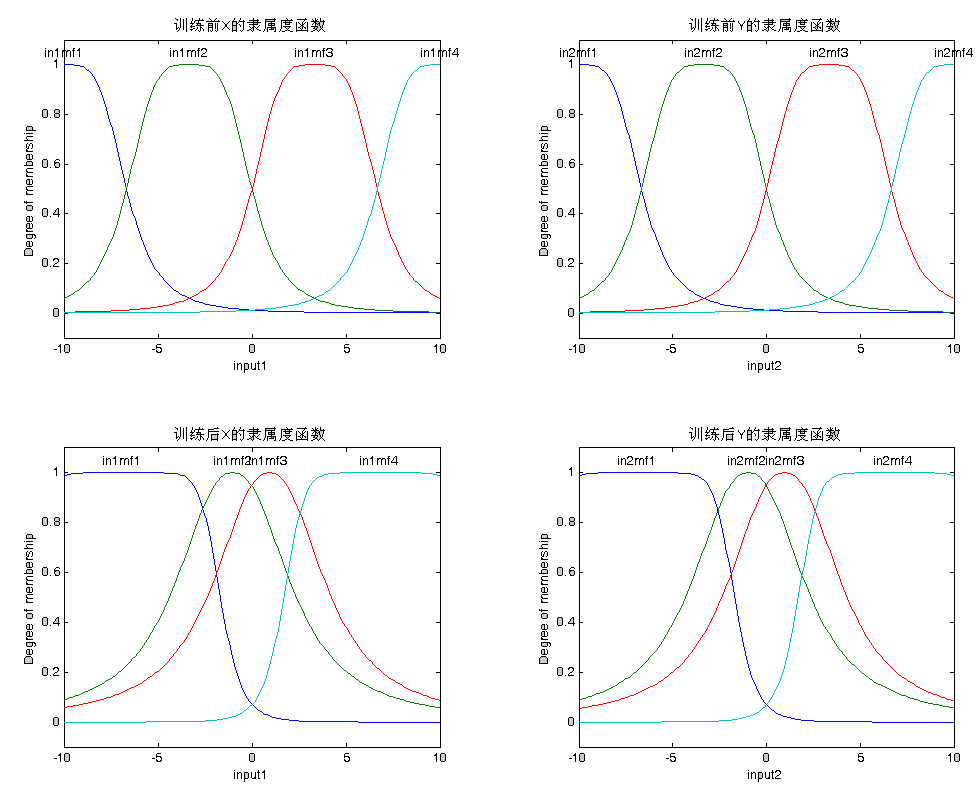 训练前X的隶属度函数
in1mf1 in1mf2 in1mf3 in1mf4
1
0.8
0.6
0.4
0.2
0
Degree of membership
-10 -5 0 5 10
input1
训练前Y的隶属度函数
in2mf1 in2mf2 in2mf3 in2mf4
1
0.8
0.6
0.4
0.2
0
Degree of membership
-10 -5 0 5 10
input2
训练后X的隶属度函数
in1mf1 in1mf2 in1mf3 in1mf4
1
0.8
0.6
0.4
0.2
0
Degree of membership
-10 -5 0 5 10
input1
训练后Y的隶属度函数
in2mf1 in2mf2 in2mf3 in2mf4
1
0.8
0.6
0.4
0.2
0
Degree of membership
-10 -5 0 5 10
input2